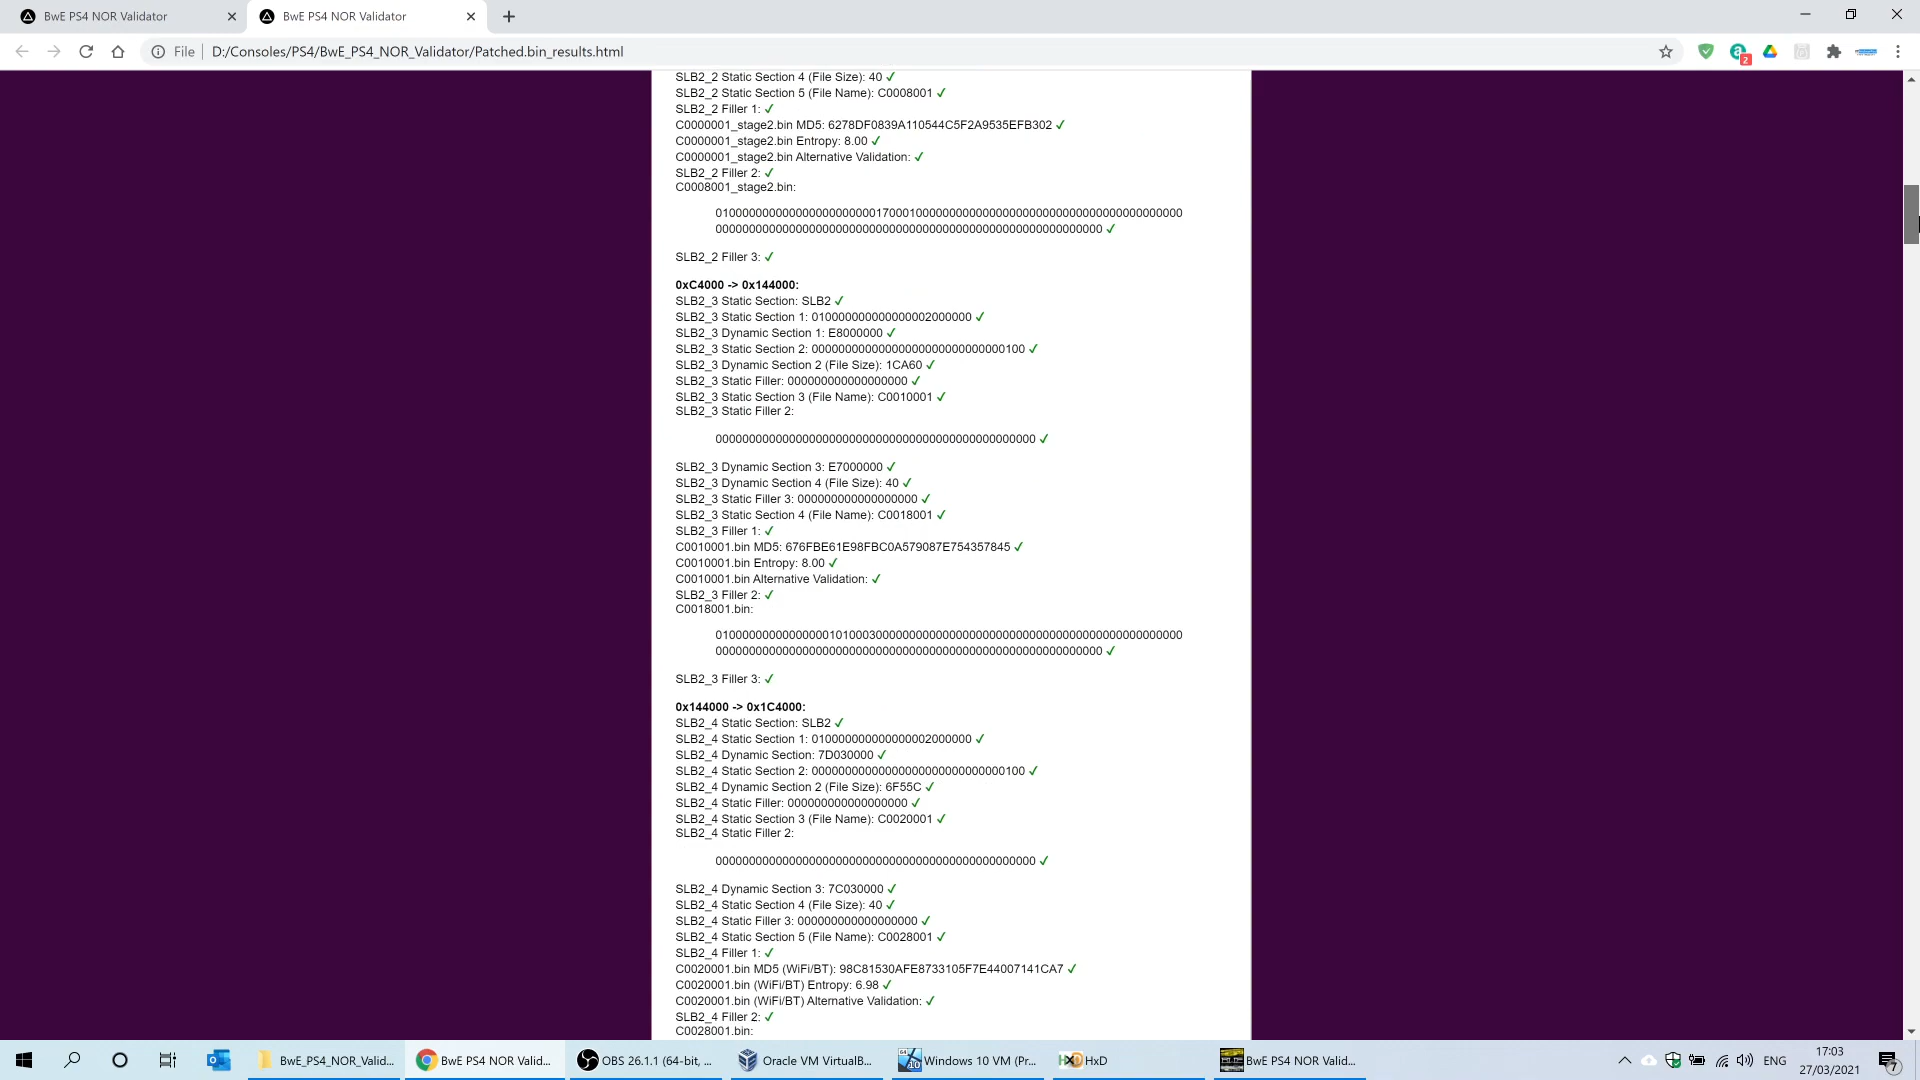 BwE PS4 NOR Validator
BwE PS4 NOR Validator
File
D:/Consoles/PS4/BwE_PS4_NOR_Validator/Patched.bin_results.html
2
SLB2_2 Static Section 4 (File Size): 40 ✓
SLB2_2 Static Section 5 (File Name): C0008001 ✓
SLB2_2 Filler 1: ✓
C0000001_stage2.bin MD5: 6278DF0839A110544C5F2A9535EFB302 ✓
C0000001_stage2.bin Entropy: 8.00 ✓
C0000001_stage2.bin Alternative Validation: ✓
SLB2_2 Filler 2: ✓
C0008001_stage2.bin:
0100000000000000000000017000100000000000000000000000000000000000000000
0000000000000000000000000000000000000000000000000000000000 ✓
SLB2_2 Filler 3: ✓
0xC4000 -> 0x144000:
SLB2_3 Static Section: SLB2 ✓
SLB2_3 Static Section 1: 010000000000000002000000 ✓
SLB2_3 Dynamic Section 1: E8000000 ✓
SLB2_3 Static Section 2: 00000000000000000000000000000100 ✓
SLB2_3 Dynamic Section 2 (File Size): 1CA60 ✓
SLB2_3 Static Filler: 000000000000000000 ✓
SLB2_3 Static Section 3 (File Name): C0010001 ✓
SLB2_3 Static Filler 2:
000000000000000000000000000000000000000000000000 ✓
SLB2_3 Dynamic Section 3: E7000000 ✓
SLB2_3 Dynamic Section 4 (File Size): 40 ✓
SLB2_3 Static Filler 3: 000000000000000000 ✓
SLB2_3 Static Section 4 (File Name): C0018001 ✓
SLB2_3 Filler 1: ✓
C0010001.bin MD5: 676FBE61E98FBC0A579087E754357845 ✓
C0010001.bin Entropy: 8.00 ✓
C0010001.bin Alternative Validation: ✓
SLB2_3 Filler 2: ✓
C0018001.bin:
0100000000000000010100030000000000000000000000000000000000000000000000
0000000000000000000000000000000000000000000000000000000000 ✓
SLB2_3 Filler 3: ✓
0x144000 -> 0x1C4000:
SLB2_4 Static Section: SLB2 ✓
SLB2_4 Static Section 1: 010000000000000002000000 ✓
SLB2_4 Dynamic Section: 7D030000 ✓
SLB2_4 Static Section 2: 00000000000000000000000000000100 ✓
SLB2_4 Dynamic Section 2 (File Size): 6F55C ✓
SLB2_4 Static Filler: 000000000000000000 ✓
SLB2_4 Static Section 3 (File Name): C0020001 ✓
SLB2_4 Static Filler 2:
000000000000000000000000000000000000000000000000 ✓
SLB2_4 Dynamic Section 3: 7C030000 ✓
SLB2_4 Static Section 4 (File Size): 40 ✓
SLB2_4 Static Filler 3: 000000000000000000 ✓
SLB2_4 Static Section 5 (File Name): C0028001 ✓
SLB2_4 Filler 1: ✓
C0020001.bin MD5 (WiFi/BT): 98C81530AFE8733105F7E44007141CA7 ✓
C0020001.bin (WiFi/BT) Entropy: 6.98 ✓
C0020001.bin (WiFi/BT) Alternative Validation: ✓
SLB2_4 Filler 2: ✓
C0028001.bin:
BwE_PS4_NOR_Valid...
BwE PS4 NOR Valid...
OBS 26.1.1 (64-bit, ...
Oracle VM VirtualB...
Windows 10 VM (Pr...
HxD
BwE PS4 NOR Valid...
ENG
17:03
27/03/2021
7